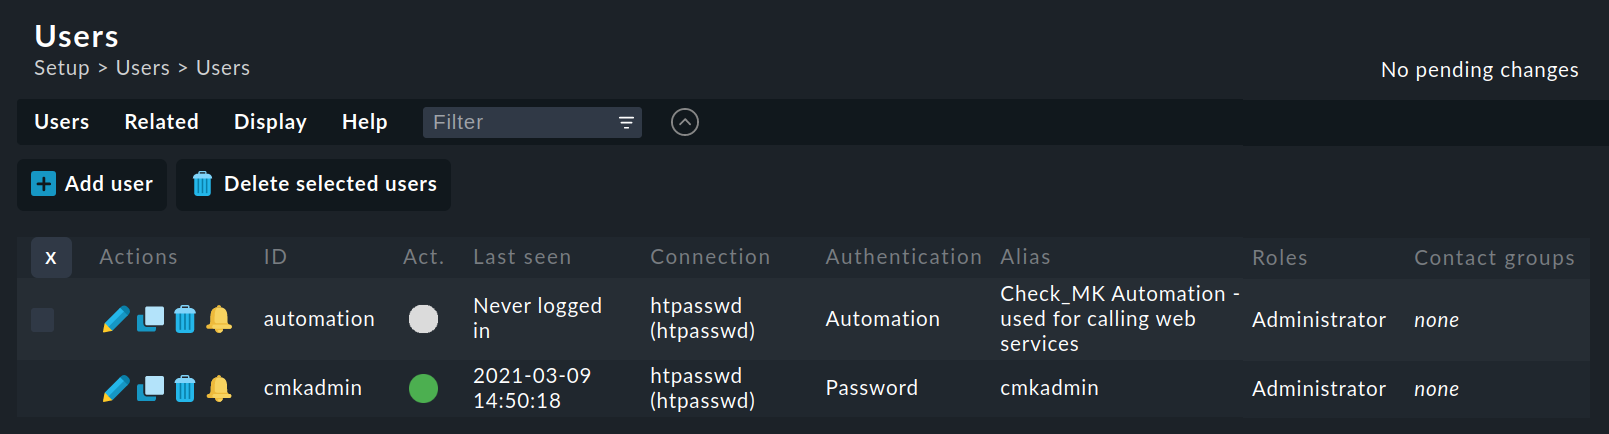 Users
Setup > Users > Users
No pending changes
Users Related Display Help Filter
Add user Delete selected users
X Actions ID Act. Last seen Connection Authentication Alias Roles Contact groups
automation Never logged in htpasswd (htpasswd) Automation Check_MK Automation - used for calling web services Administrator none
cmkadmin 2021-03-09 14:50:18 htpasswd (htpasswd) Password cmkadmin Administrator none